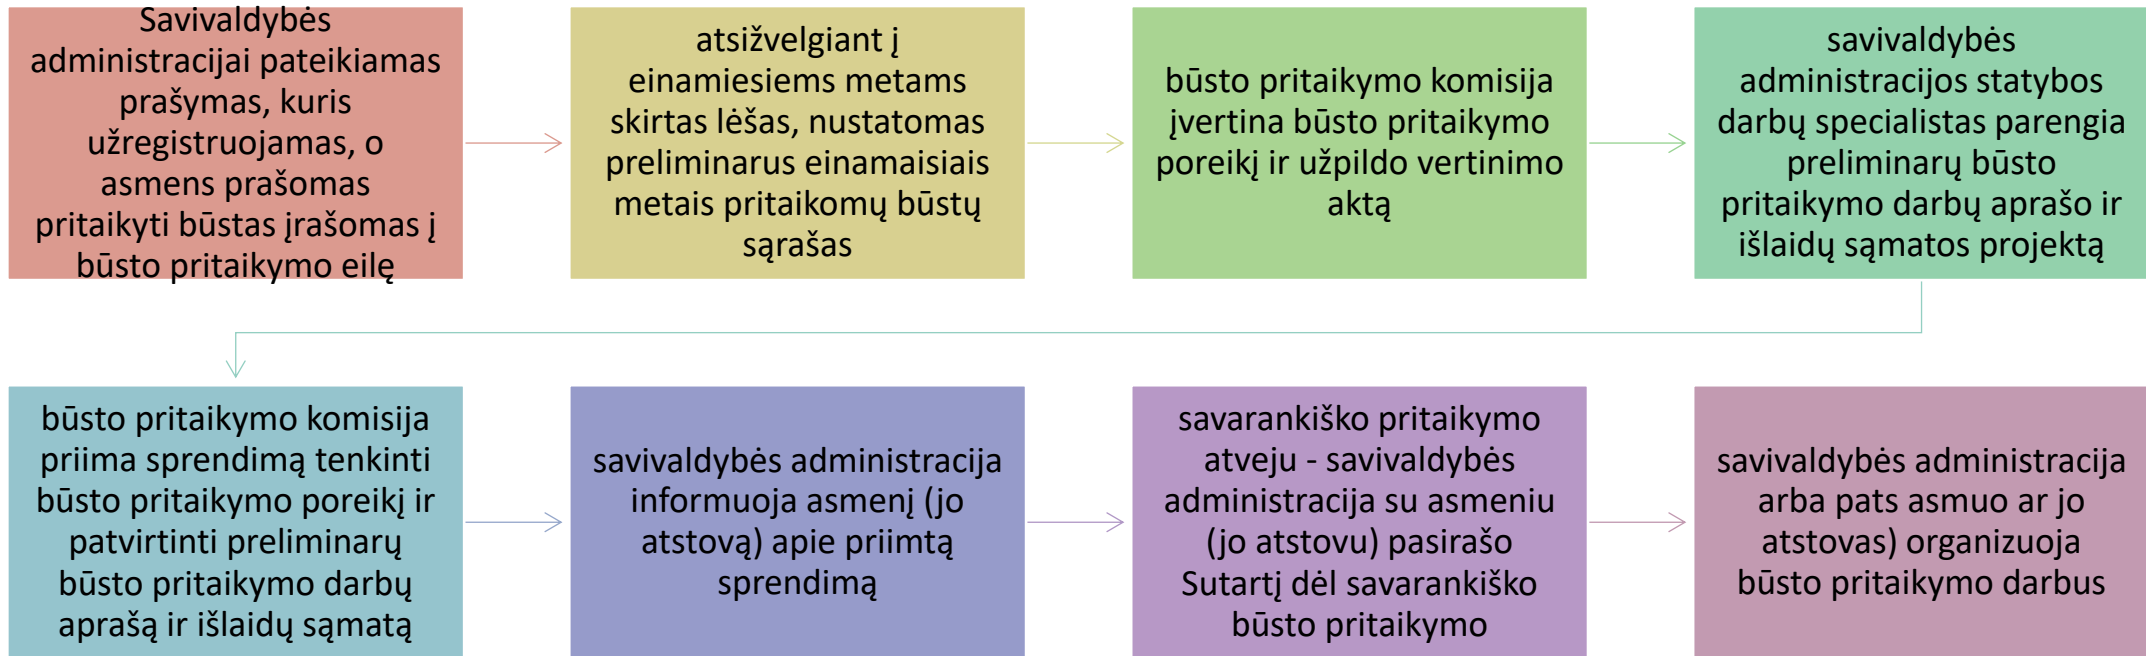 Savivaldybės
administracijai pateikiamas
prašymas, kuris
užregistruojamas, o
asmens prašomas
pritaikyti būstas įrašomas į
būsto pritaikymo eilę
atsižvelgiant į
einamiesiems metams
skirtas lėšas, nustatomas
preliminarus einamaisiais
metais pritaikomų būstų
sąrašas
būsto pritaikymo komisija
įvertina būsto pritaikymo
poreikį ir užpildo vertinimo
aktą
savivaldybės
administracijos statybos
darbų specialistas parengia
preliminarų būsto
pritaikymo darbų aprašo ir
išlaidų sąmatos projektą
būsto pritaikymo komisija
priima sprendimą tenkinti
būsto pritaikymo poreikį ir
patvirtinti preliminarų
būsto pritaikymo darbų
aprašą ir išlaidų sąmatą
savivaldybės administracija
informuoja asmenį (jo
atstovą) apie priimtą
sprendimą
savarankiško pritaikymo
atveju - savivaldybės
administracija su asmeniu
(jo atstovu) pasirašo
Sutartį dėl savarankiško
būsto pritaikymo
savivaldybės administracija
arba pats asmuo ar jo
atstovas) organizuoja
būsto pritaikymo darbus